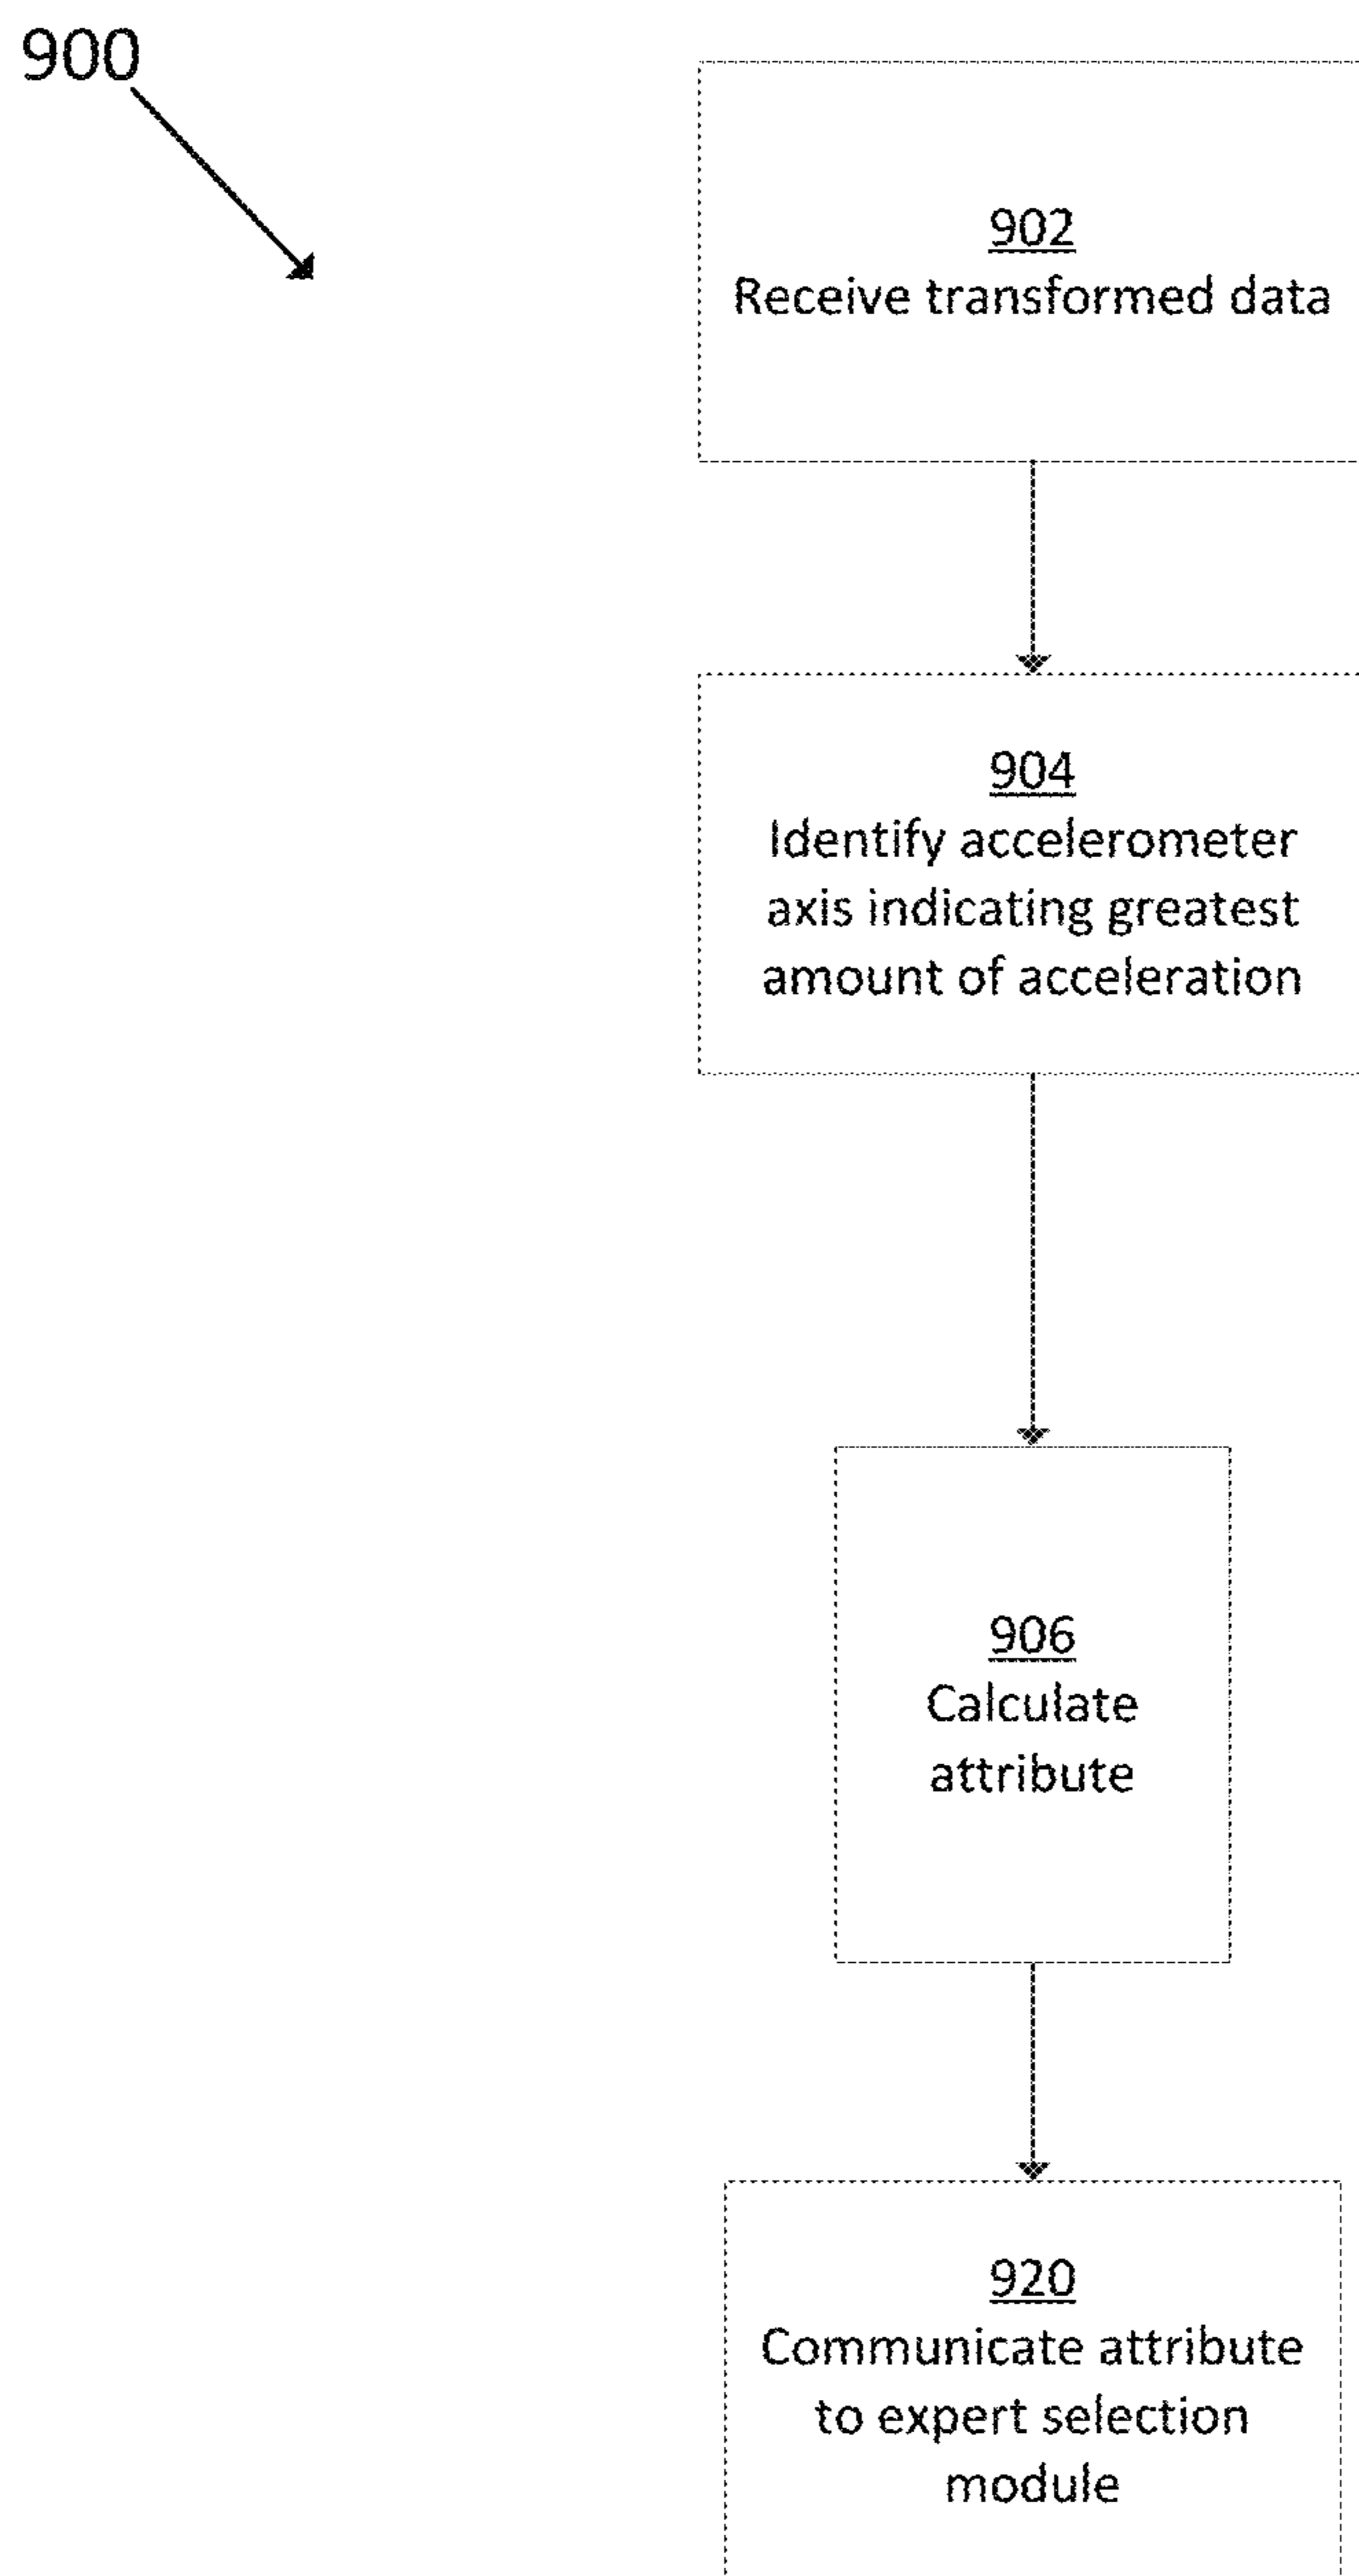 900
902
Receive transformed data
904
Identify accelerometer
axis indicating greatest
amount of acceleration
906
Calculate
attribute
920
Communicate attribute
to expert selection
module